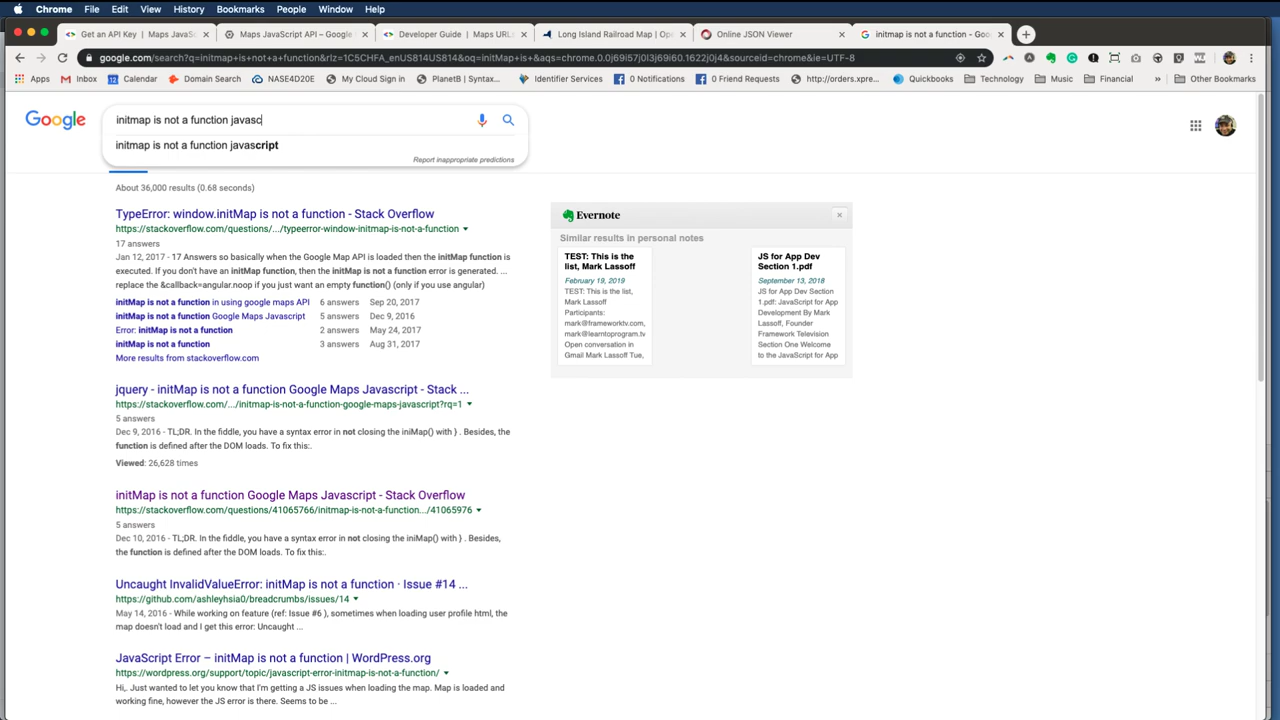 Chrome File Edit View History Bookmarks People Window Help
Get an API Key | Maps JavaSc
Maps JavaScript API – Google
Developer Guide | Maps URLs
Long Island Railroad Map | Open
Online JSON Viewer
initmap is not a function - Goo
google.com/search?q=initmap+is+not+a+function&rlz=1C5CHFA_enUS814US814&oq=initMap+is+&aqs=chrome.0.0j69i57j0l3j69i60.1622j0j4&sourceid=chrome&ie=UTF-8
Apps Inbox Calendar Domain Search NASE4D20E My Cloud Sign in PlanetB | Syntax... Identifier Services 0 Notifications 0 Friend Requests http://orders.xpre... Quickbooks Technology Music Financial » Other Bookmarks
Google
initmap is not a function javasc
initmap is not a function javascript
Report inappropriate predictions
About 36,000 results (0.68 seconds)
TypeError: window.initMap is not a function - Stack Overflow
https://stackoverflow.com/questions/.../typeerror-window-initmap-is-not-a-function
17 answers
Jan 12, 2017 - 17 Answers so basically when the Google Map API is loaded then the initMap function is
executed. If you don't have an initMap function, then the initMap is not a function error is generated. ...
replace the &callback=angular.noop if you just want an empty function() (only if you use angular)
initMap is not a function in using google maps API 6 answers Sep 20, 2017
initMap is not a function Google Maps Javascript 5 answers Dec 9, 2016
Error: initMap is not a function 2 answers May 24, 2017
initMap is not a function 3 answers Aug 31, 2017
More results from stackoverflow.com
jquery - initMap is not a function Google Maps Javascript - Stack ...
https://stackoverflow.com/.../initmap-is-not-a-function-google-maps-javascript?rq=1
5 answers
Dec 9, 2016 - TL;DR. In the fiddle, you have a syntax error in not closing the iniMap() with } . Besides, the
function is defined after the DOM loads. To fix this:.
Viewed: 26,628 times
initMap is not a function Google Maps Javascript - Stack Overflow
https://stackoverflow.com/questions/41065766/initmap-is-not-a-function.../41065976
5 answers
Dec 10, 2016 - TL;DR. In the fiddle, you have a syntax error in not closing the iniMap() with } . Besides,
the function is defined after the DOM loads. To fix this:.
Uncaught InvalidValueError: initMap is not a function · Issue #14 ...
https://github.com/ashleyhsia0/breadcrumbs/issues/14
May 14, 2016 - While working on feature (ref: Issue #6 ), sometimes when loading user profile html, the
map doesn't load and I get this error: Uncaught ...
JavaScript Error – initMap is not a function | WordPress.org
https://wordpress.org/support/topic/javascript-error-initmap-is-not-a-function/
Hi,. Just wanted to let you know that I'm getting a JS issues when loading the map. Map is loaded and
working fine, however the JS error is there. Seems to be ...
Evernote
Similar results in personal notes
TEST: This is the
list, Mark Lassoff
February 19, 2019
TEST: This is the list,
Mark Lassoff
Participants:
mark@frameworktv.com,
mark@learntoprogram.tv
Open conversation in
Gmail Mark Lassoff Tue,
JS for App Dev
Section 1.pdf
September 13, 2018
JS for App Dev Section
1.pdf: JavaScript for App
Development By Mark
Lassoff, Founder
Framework Television
Section One Welcome
to the JavaScript for App